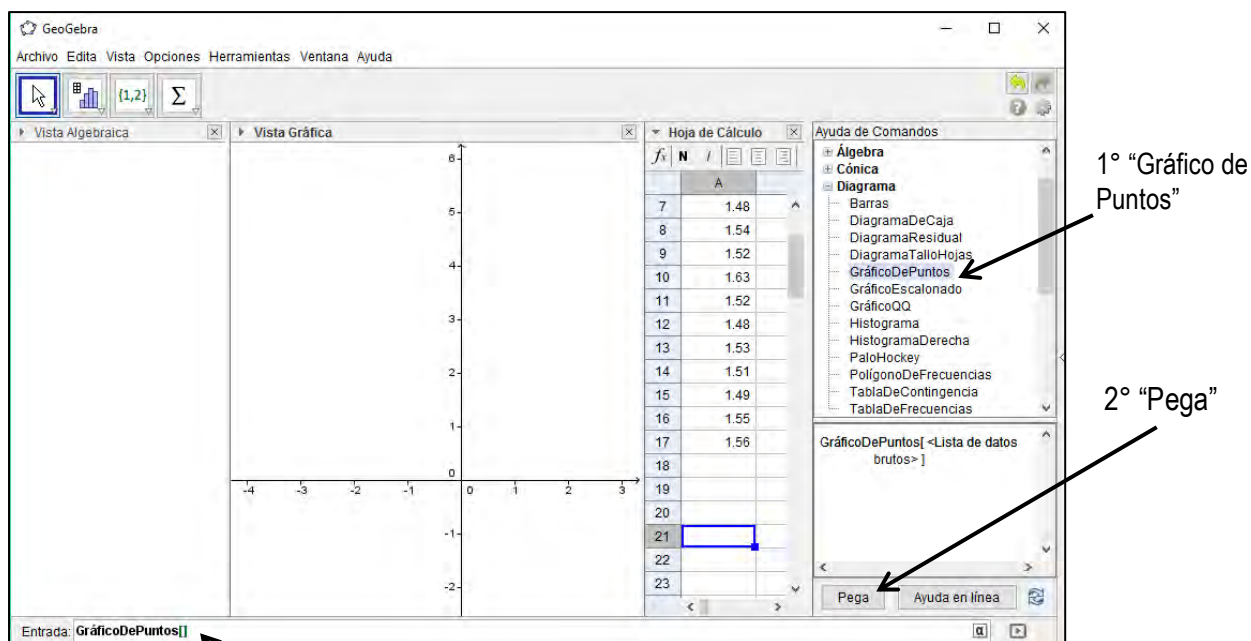 GeoGebra
Archivo Edita Vista Opciones Herramientas Ventana Ayuda
{1,2} Σ
Vista Algebraica
Vista Gráfica
Hoja de Cálculo
Ayuda de Comandos
fx N I
A
7 1.48
8 1.54
9 1.52
10 1.63
11 1.52
12 1.48
13 1.53
14 1.51
15 1.49
16 1.55
17 1.56
18
19
20
21
22
23
6
5
4
3
2
1
0
-4 -3 -2 -1 0 1 2 3
-1
-2
Álgebra
Cónica
Diagrama
Barras
DiagramaDeCaja
DiagramaResidual
DiagramaTalloHojas
GráficoDePuntos
GráficoEscalonado
GráficoQQ
Histograma
HistogramaDerecha
PaloHockey
PolígonoDeFrecuencias
TablaDeContingencia
TablaDeFrecuencias
GráficoDePuntos[ <Lista de datos
brutos> ]
Pega Ayuda en línea
Entrada: GráficoDePuntos[]
α
1° “Gráfico de
Puntos”
2° “Pega”